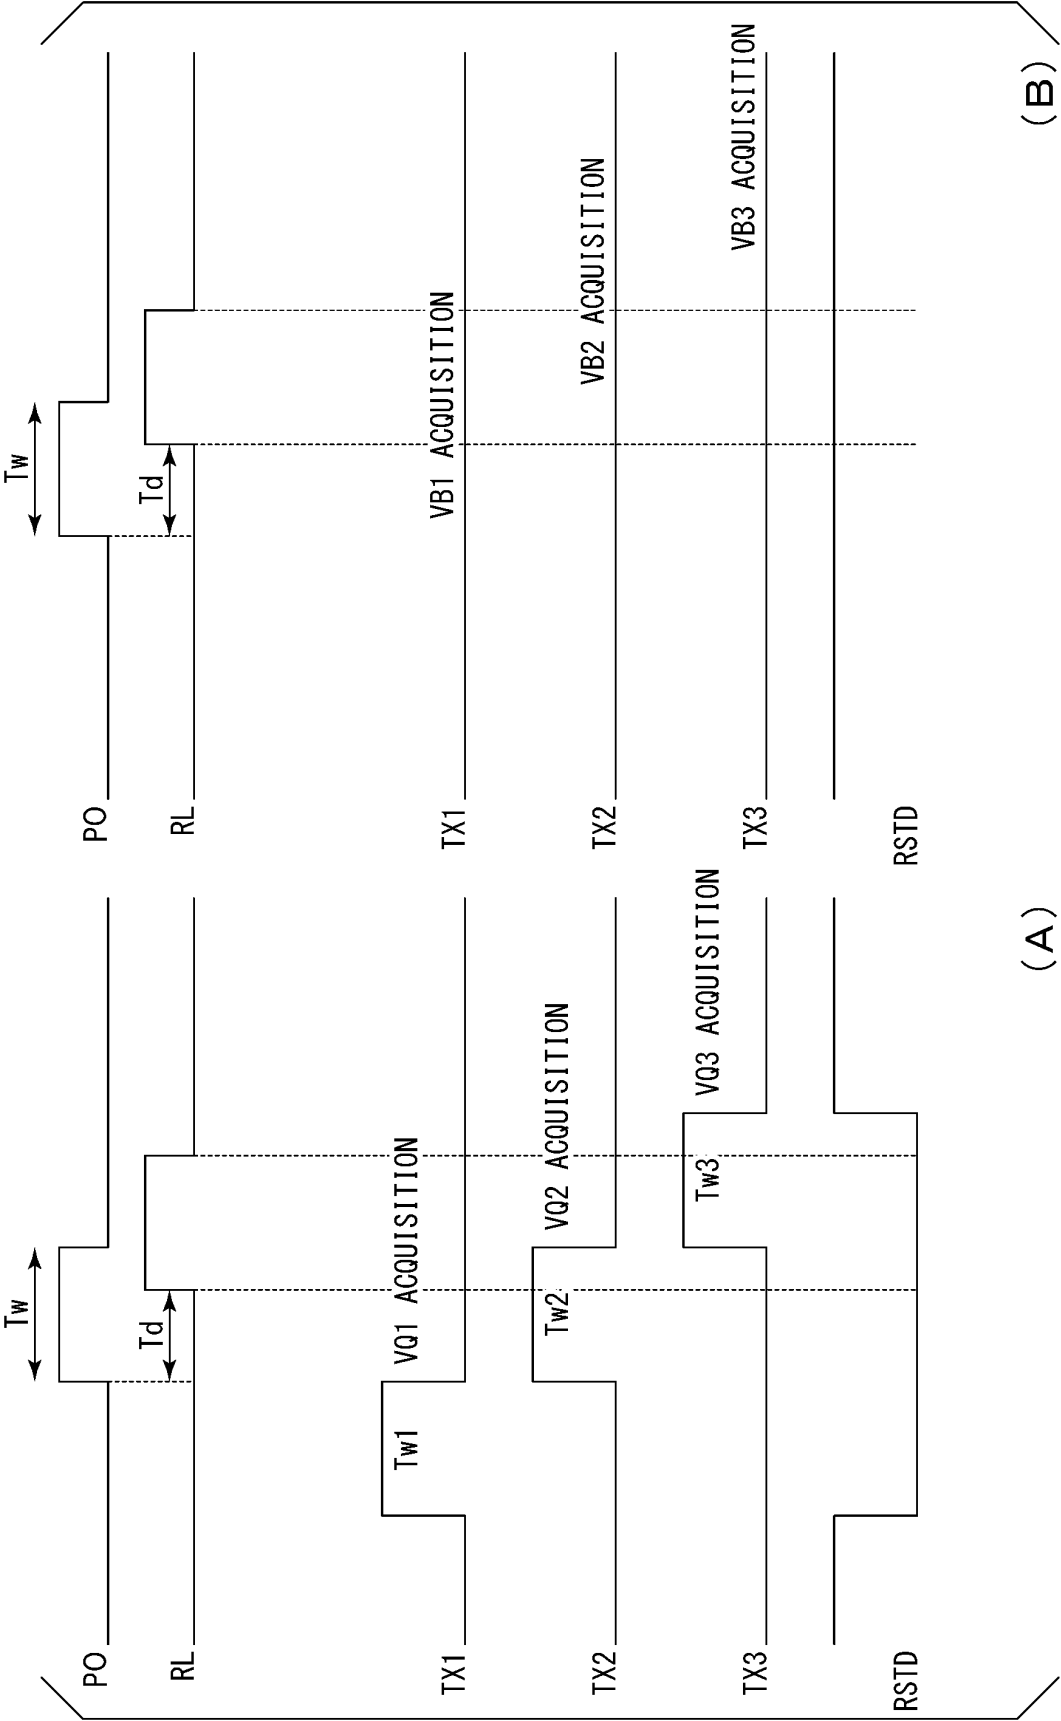 PO
Tw
RL
Td
TX1
Tw1
VQ1 ACQUISITION
TX2
Tw2
VQ2 ACQUISITION
TX3
Tw3
VQ3 ACQUISITION
RSTD
(A)
PO
Tw
RL
Td
TX1
VB1 ACQUISITION
TX2
VB2 ACQUISITION
TX3
VB3 ACQUISITION
RSTD
(B)